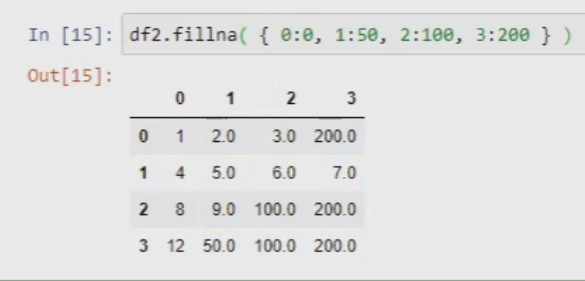 In [15]: df2.fillna( { 0:0, 1:50, 2:100, 3:200 } )
Out[15]:
0 1 2 3
0 1 2.0 3.0 200.0
1 4 5.0 6.0 7.0
2 8 9.0 100.0 200.0
3 12 50.0 100.0 200.0